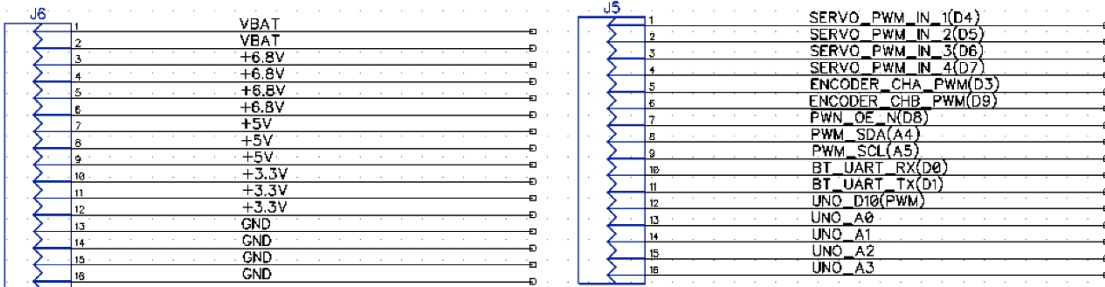 J6
1 VBAT
2 VBAT
3 +6.8V
4 +6.8V
5 +6.8V
6 +6.8V
7 +5V
8 +5V
9 +5V
10 +3.3V
11 +3.3V
12 +3.3V
13 GND
14 GND
15 GND
16 GND
J5
1 SERVO_PWM_IN_1(D4)
2 SERVO_PWM_IN_2(D5)
3 SERVO_PWM_IN_3(D6)
4 SERVO_PWM_IN_4(D7)
5 ENCODER_CHA_PWM(D3)
6 ENCODER_CHB_PWM(D9)
7 PWN_OE_N(D8)
8 PWM_SDA(A4)
9 PWM_SCL(A5)
10 BT_UART_RX(D0)
11 BT_UART_TX(D1)
12 UNO_D10(PWM)
13 UNO_A0
14 UNO_A1
15 UNO_A2
16 UNO_A3